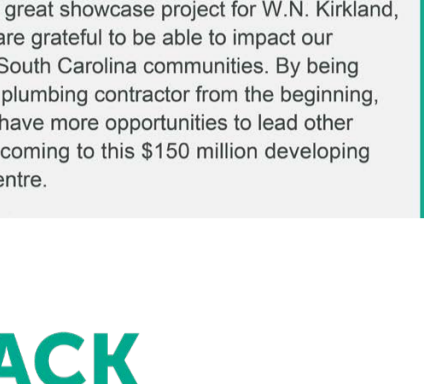 great showcase project for W.N. Kirkland,
are grateful to be able to impact our
South Carolina communities. By being
plumbing contractor from the beginning,
have more opportunities to lead other
coming to this $150 million developing
entre.
ACK